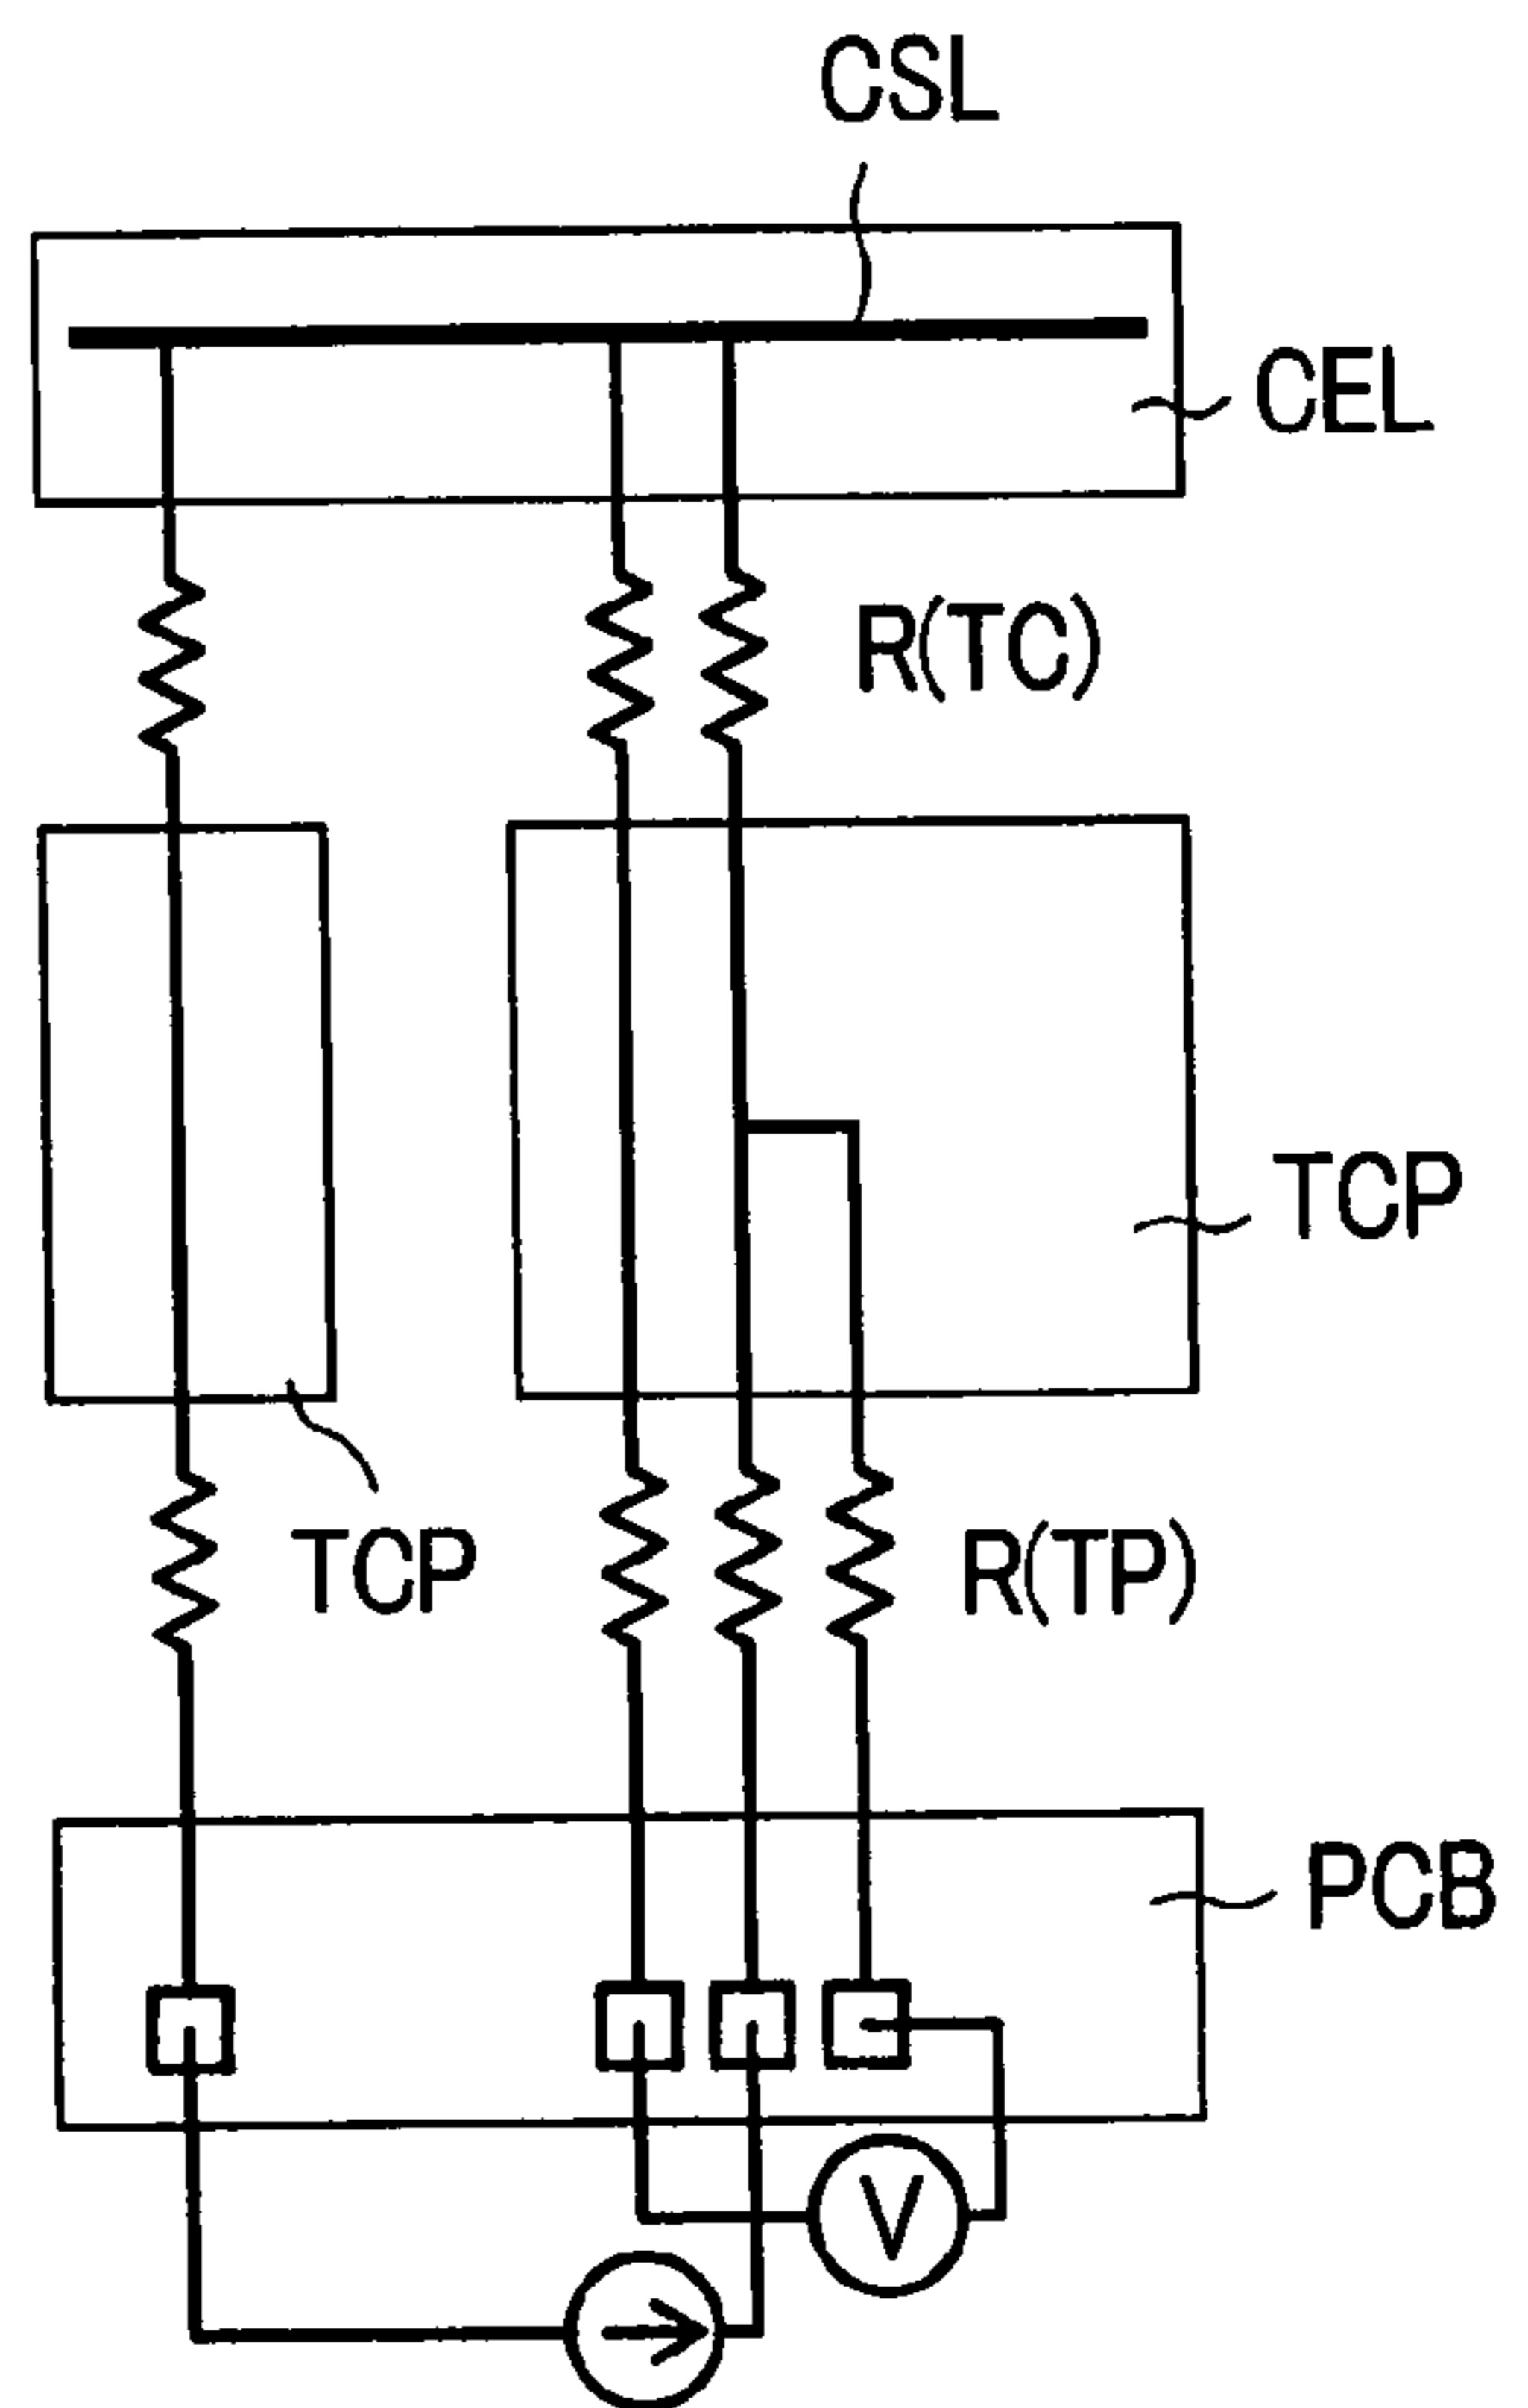 CSL
CEL
R(TC)
TCP
TCP
R(TP)
PCB
V